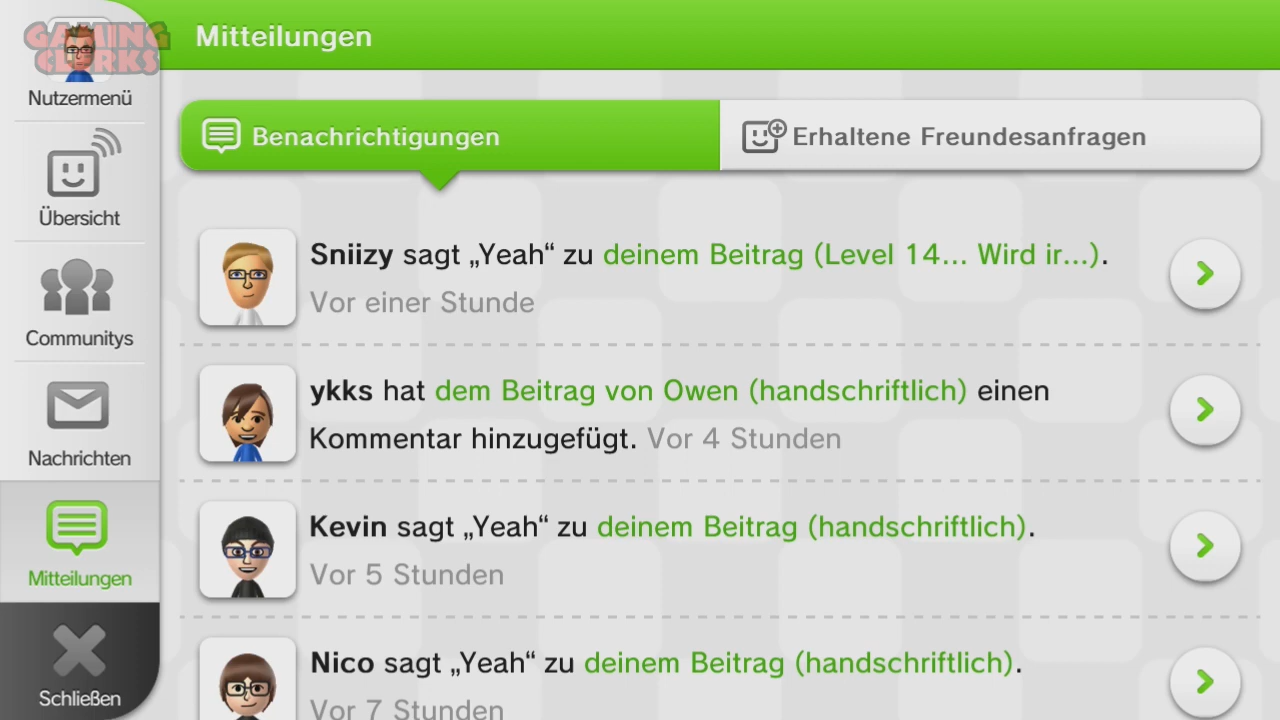 GAMING
CLERKS
Nutzermenü
Übersicht
Communitys
Nachrichten
Mitteilungen
Schließen
Mitteilungen
Benachrichtigungen
Erhaltene Freundesanfragen
Sniizy sagt „Yeah“ zu deinem Beitrag (Level 14... Wird ir...).
Vor einer Stunde
ykks hat dem Beitrag von Owen (handschriftlich) einen
Kommentar hinzugefügt. Vor 4 Stunden
Kevin sagt „Yeah“ zu deinem Beitrag (handschriftlich).
Vor 5 Stunden
Nico sagt „Yeah“ zu deinem Beitrag (handschriftlich).
Vor 7 Stunden